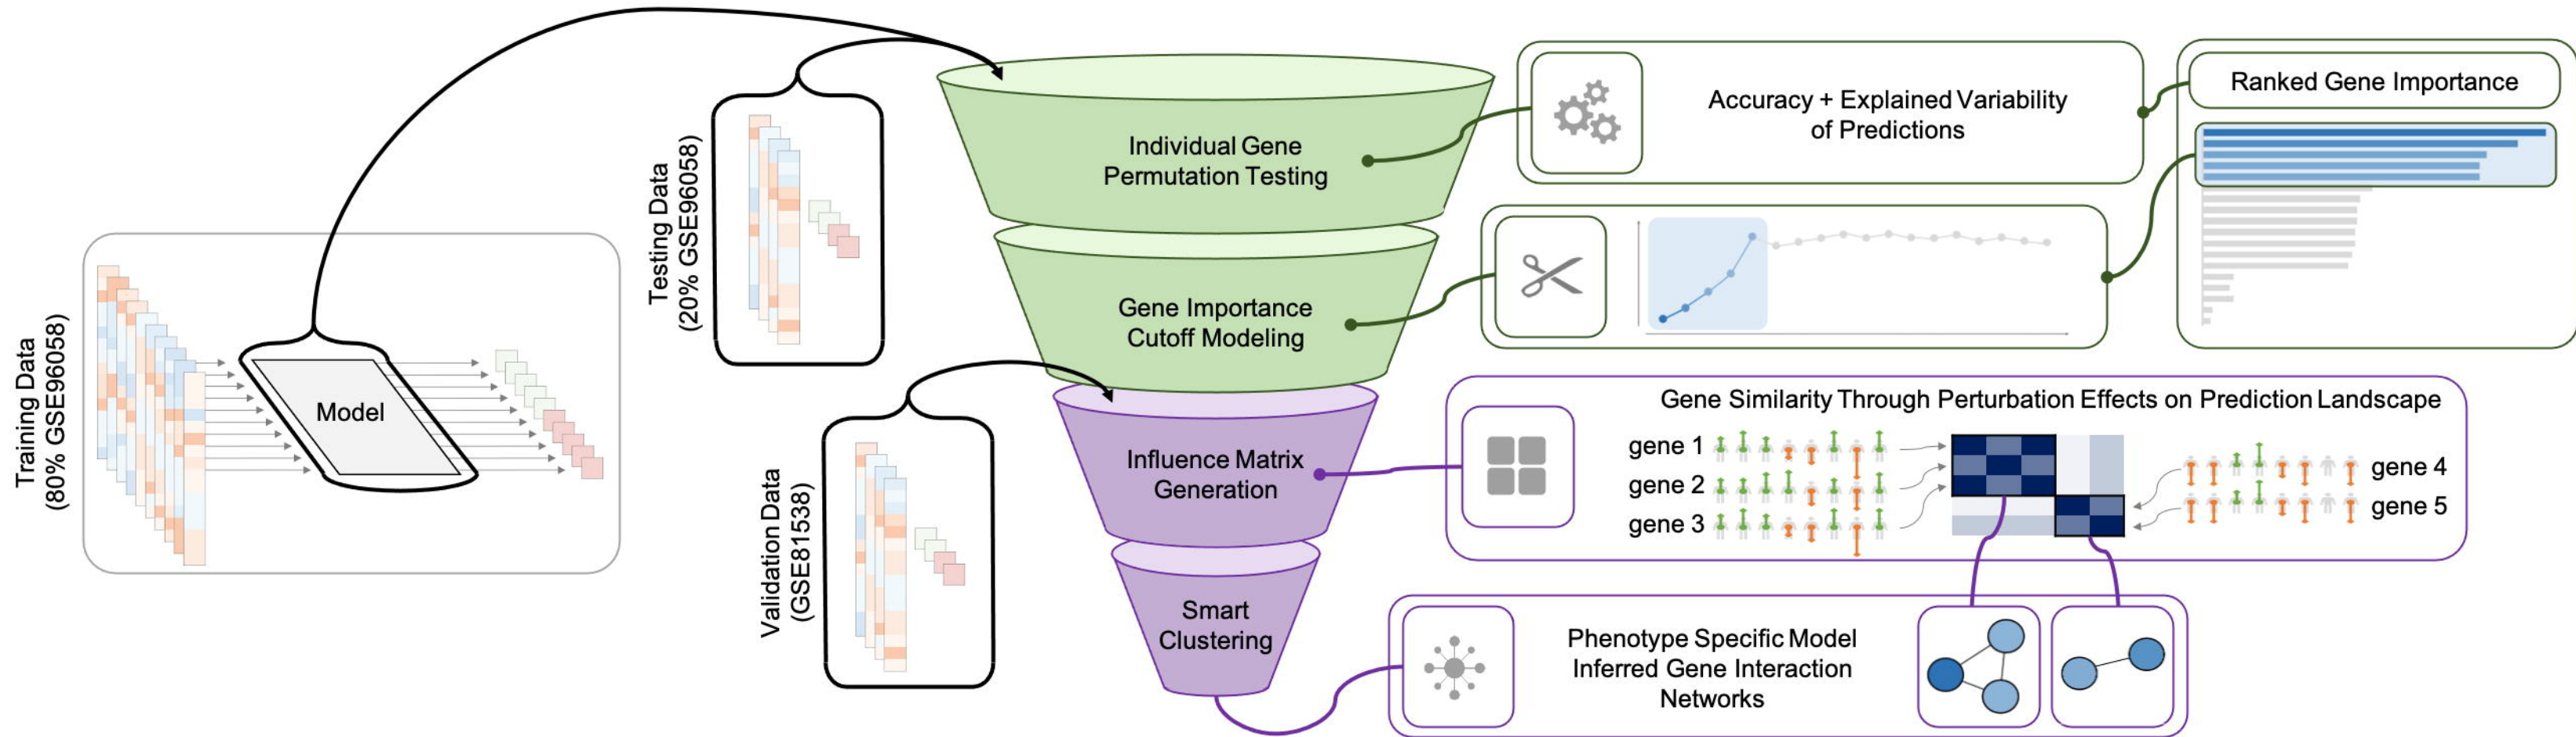 Training Data
(80% GSE96058)
Model
Testing Data
(20% GSE96058)
Validation Data
(GSE81538)
Individual Gene
Permutation Testing
Gene Importance
Cutoff Modeling
Influence Matrix
Generation
Smart
Clustering
Accuracy + Explained Variability
of Predictions
Ranked Gene Importance
Gene Similarity Through Perturbation Effects on Prediction Landscape
gene 1
gene 2
gene 3
gene 4
gene 5
Phenotype Specific Model
Inferred Gene Interaction
Networks